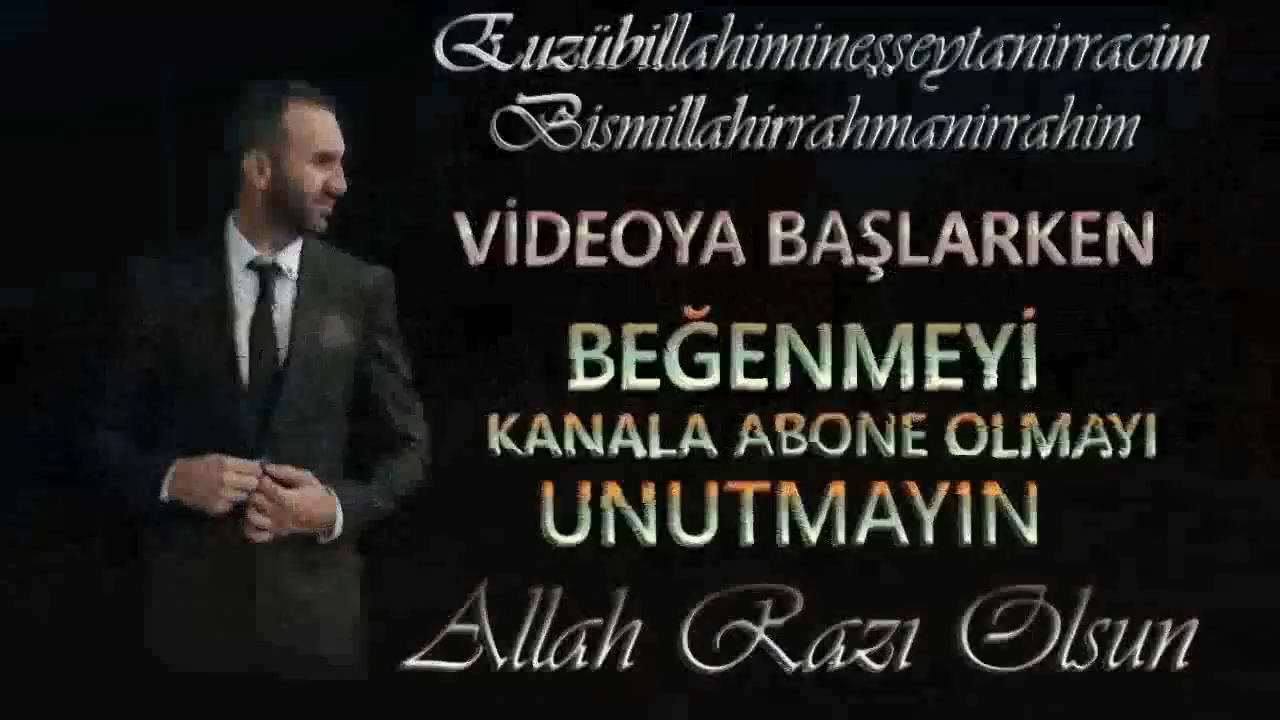 Euzübillahimineşşeytanirracim
Bismillahirrahmanirrahim
VİDEOYA BAŞLARKEN
BEĞENMEYİ
KANALA ABONE OLMAYI
UNUTMAYIN
Allah Razı Olsun